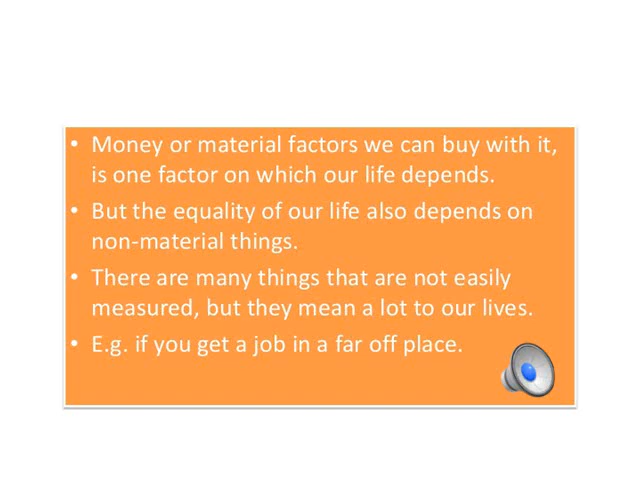 • Money or material factors we can buy with it,
is one factor on which our life depends.
• But the equality of our life also depends on
non-material things.
• There are many things that are not easily
measured, but they mean a lot to our lives.
• E.g. if you get a job in a far off place.